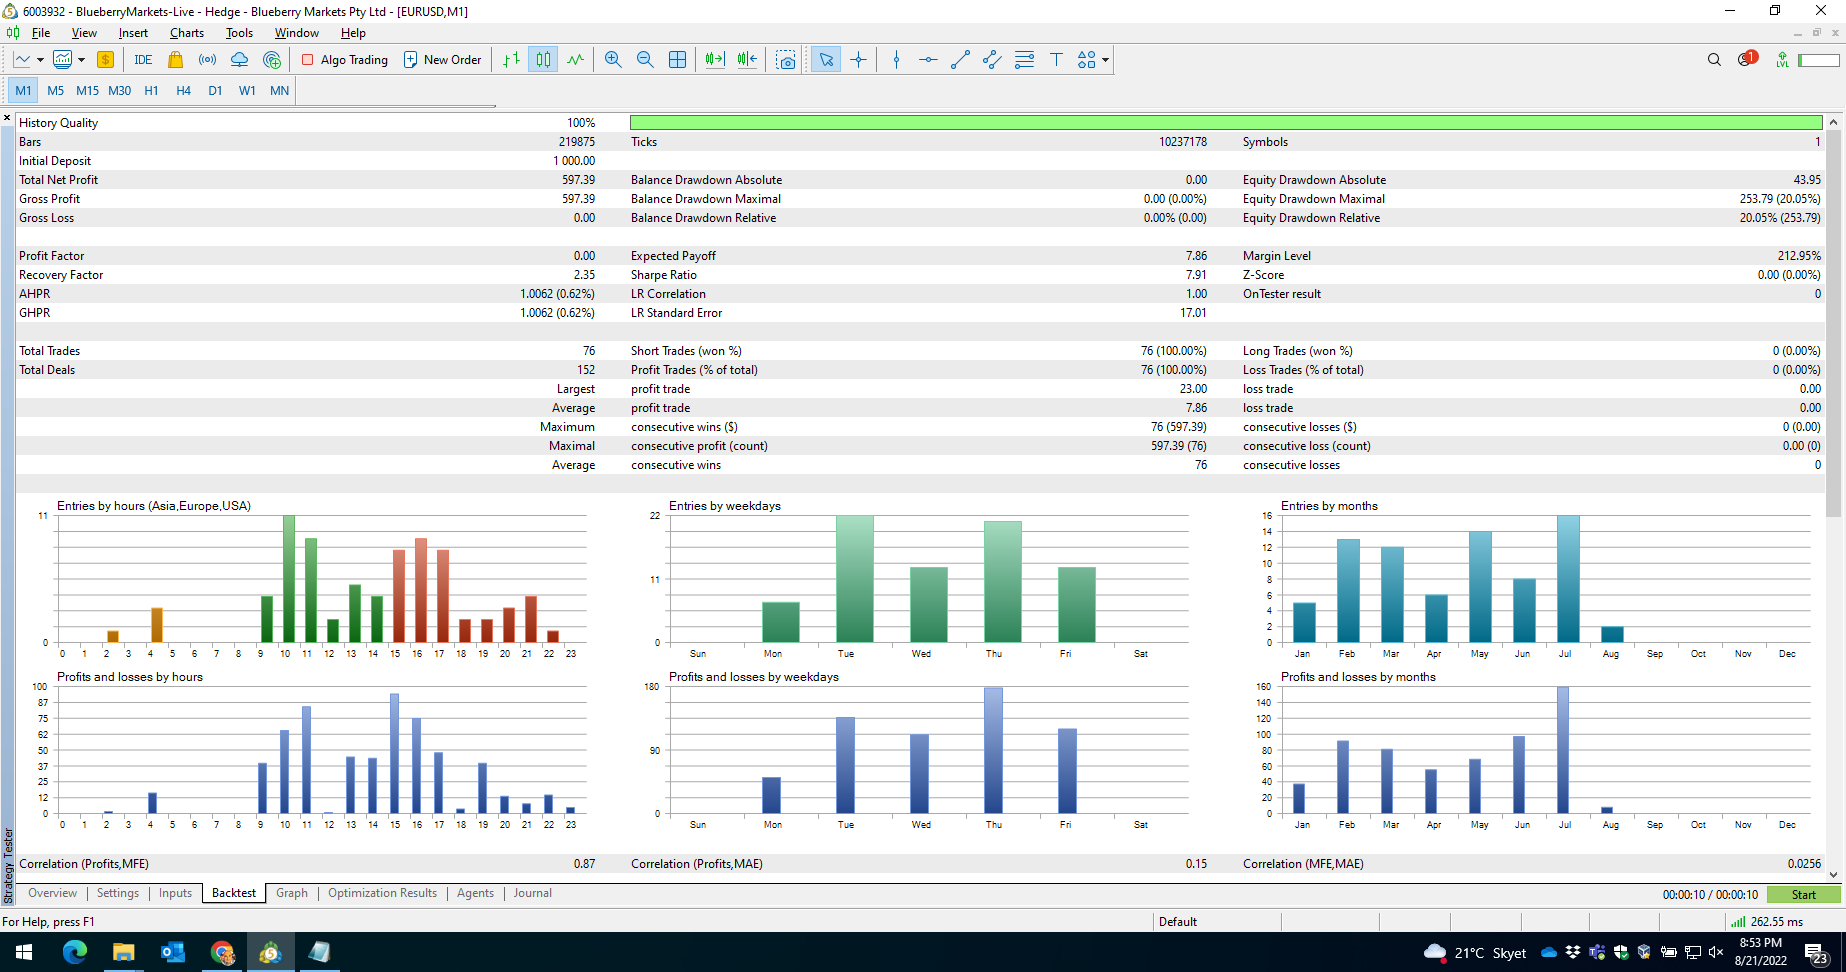 6003932 - BlueberryMarkets-Live - Hedge - Blueberry Markets Pty Ltd - [EURUSD,M1]
File View Insert Charts Tools Window Help
IDE Algo Trading New Order 1 LVL
M1 M5 M15 M30 H1 H4 D1 W1 MN
History Quality 100%
Bars 219875 Ticks 10237178 Symbols 1
Initial Deposit 1 000.00
Total Net Profit 597.39 Balance Drawdown Absolute 0.00 Equity Drawdown Absolute 43.95
Gross Profit 597.39 Balance Drawdown Maximal 0.00 (0.00%) Equity Drawdown Maximal 253.79 (20.05%)
Gross Loss 0.00 Balance Drawdown Relative 0.00% (0.00) Equity Drawdown Relative 20.05% (253.79)
Profit Factor 0.00 Expected Payoff 7.86 Margin Level 212.95%
Recovery Factor 2.35 Sharpe Ratio 7.91 Z-Score 0.00 (0.00%)
AHPR 1.0062 (0.62%) LR Correlation 1.00 OnTester result 0
GHPR 1.0062 (0.62%) LR Standard Error 17.01
Total Trades 76 Short Trades (won %) 76 (100.00%) Long Trades (won %) 0 (0.00%)
Total Deals 152 Profit Trades (% of total) 76 (100.00%) Loss Trades (% of total) 0 (0.00%)
Largest profit trade 23.00 loss trade 0.00
Average profit trade 7.86 loss trade 0.00
Maximum consecutive wins ($) 76 (597.39) consecutive losses ($) 0 (0.00)
Maximal consecutive profit (count) 597.39 (76) consecutive loss (count) 0.00 (0)
Average consecutive wins 76 consecutive losses 0
Entries by hours (Asia,Europe,USA)
11
0
0 1 2 3 4 5 6 7 8 9 10 11 12 13 14 15 16 17 18 19 20 21 22 23
Entries by weekdays
22
11
0
Sun Mon Tue Wed Thu Fri Sat
Entries by months
16
14
12
10
8
6
4
2
0
Jan Feb Mar Apr May Jun Jul Aug Sep Oct Nov Dec
Profits and losses by hours
100
87
75
62
50
37
25
12
0
0 1 2 3 4 5 6 7 8 9 10 11 12 13 14 15 16 17 18 19 20 21 22 23
Profits and losses by weekdays
180
90
0
Sun Mon Tue Wed Thu Fri Sat
Profits and losses by months
160
140
120
100
80
60
40
20
0
Jan Feb Mar Apr May Jun Jul Aug Sep Oct Nov Dec
Correlation (Profits,MFE) 0.87 Correlation (Profits,MAE) 0.15 Correlation (MFE,MAE) 0.0256
Strategy Tester
Overview Settings Inputs Backtest Graph Optimization Results Agents Journal 00:00:10 / 00:00:10 Start
For Help, press F1 Default 262.55 ms
21°C Skyet 8:53 PM
8/21/2022 23